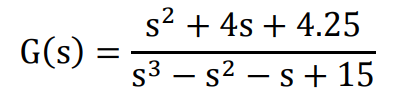 G(s) = (s² + 4s + 4.25) / (s³ − s² − s + 15)